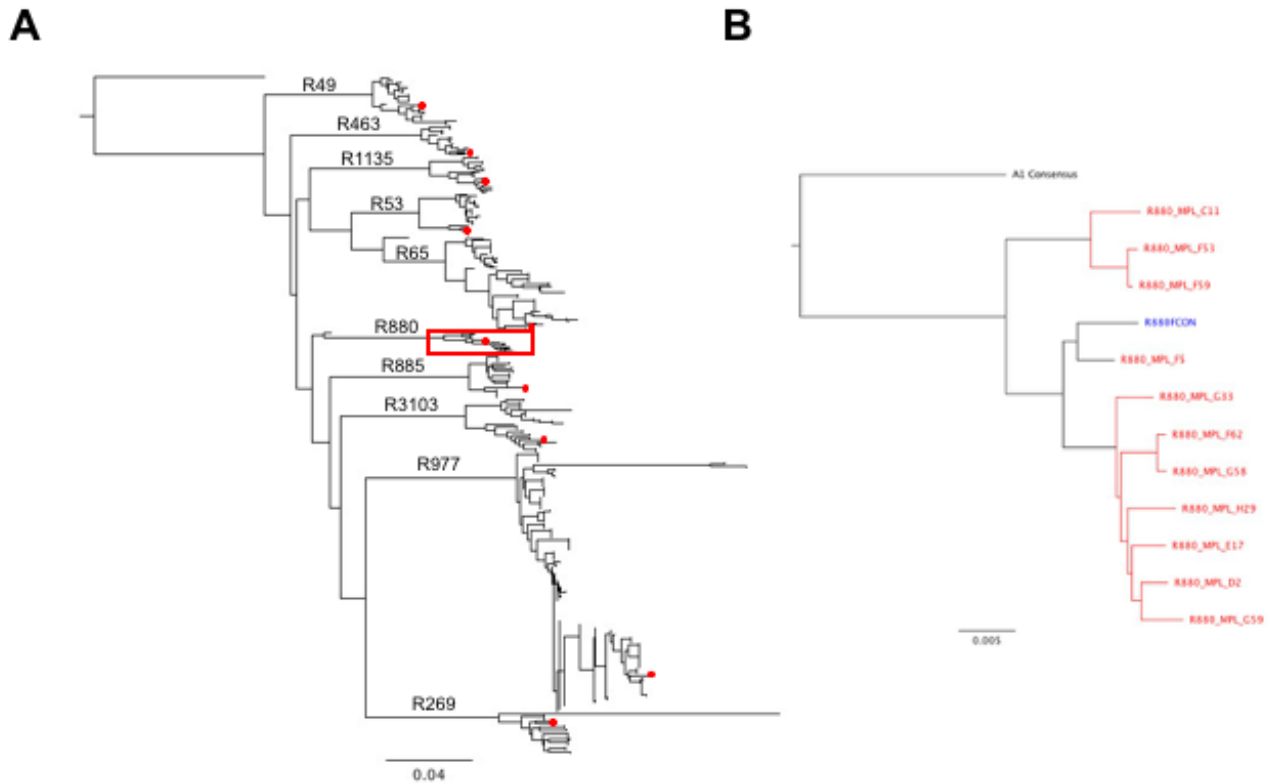 A
R49
R463
R1135
R53
R65
R880
R885
R3103
R977
R269
0.04
B
A1 Consensus
R880_MPL_C11
R880_MPL_F53
R880_MPL_F59
R880FCON
R880_MPL_F5
R880_MPL_G33
R880_MPL_F62
R880_MPL_G58
R880_MPL_H29
R880_MPL_E17
R880_MPL_D2
R880_MPL_G59
0.005